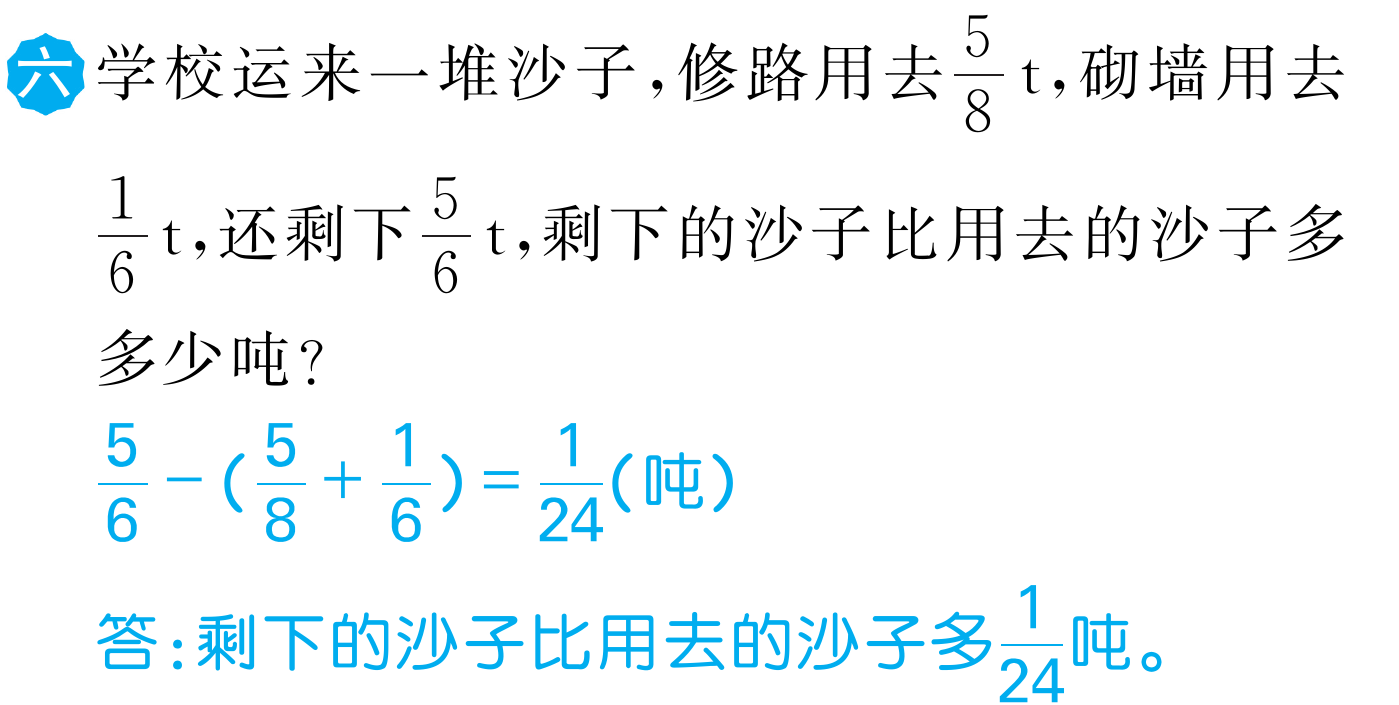 六 学校运来一堆沙子,修路用去5/8 t,砌墙用去
1/6 t,还剩下5/6 t,剩下的沙子比用去的沙子多
多少吨?
5/6 - (5/8 + 1/6) = 1/24(吨)
答:剩下的沙子比用去的沙子多1/24吨。